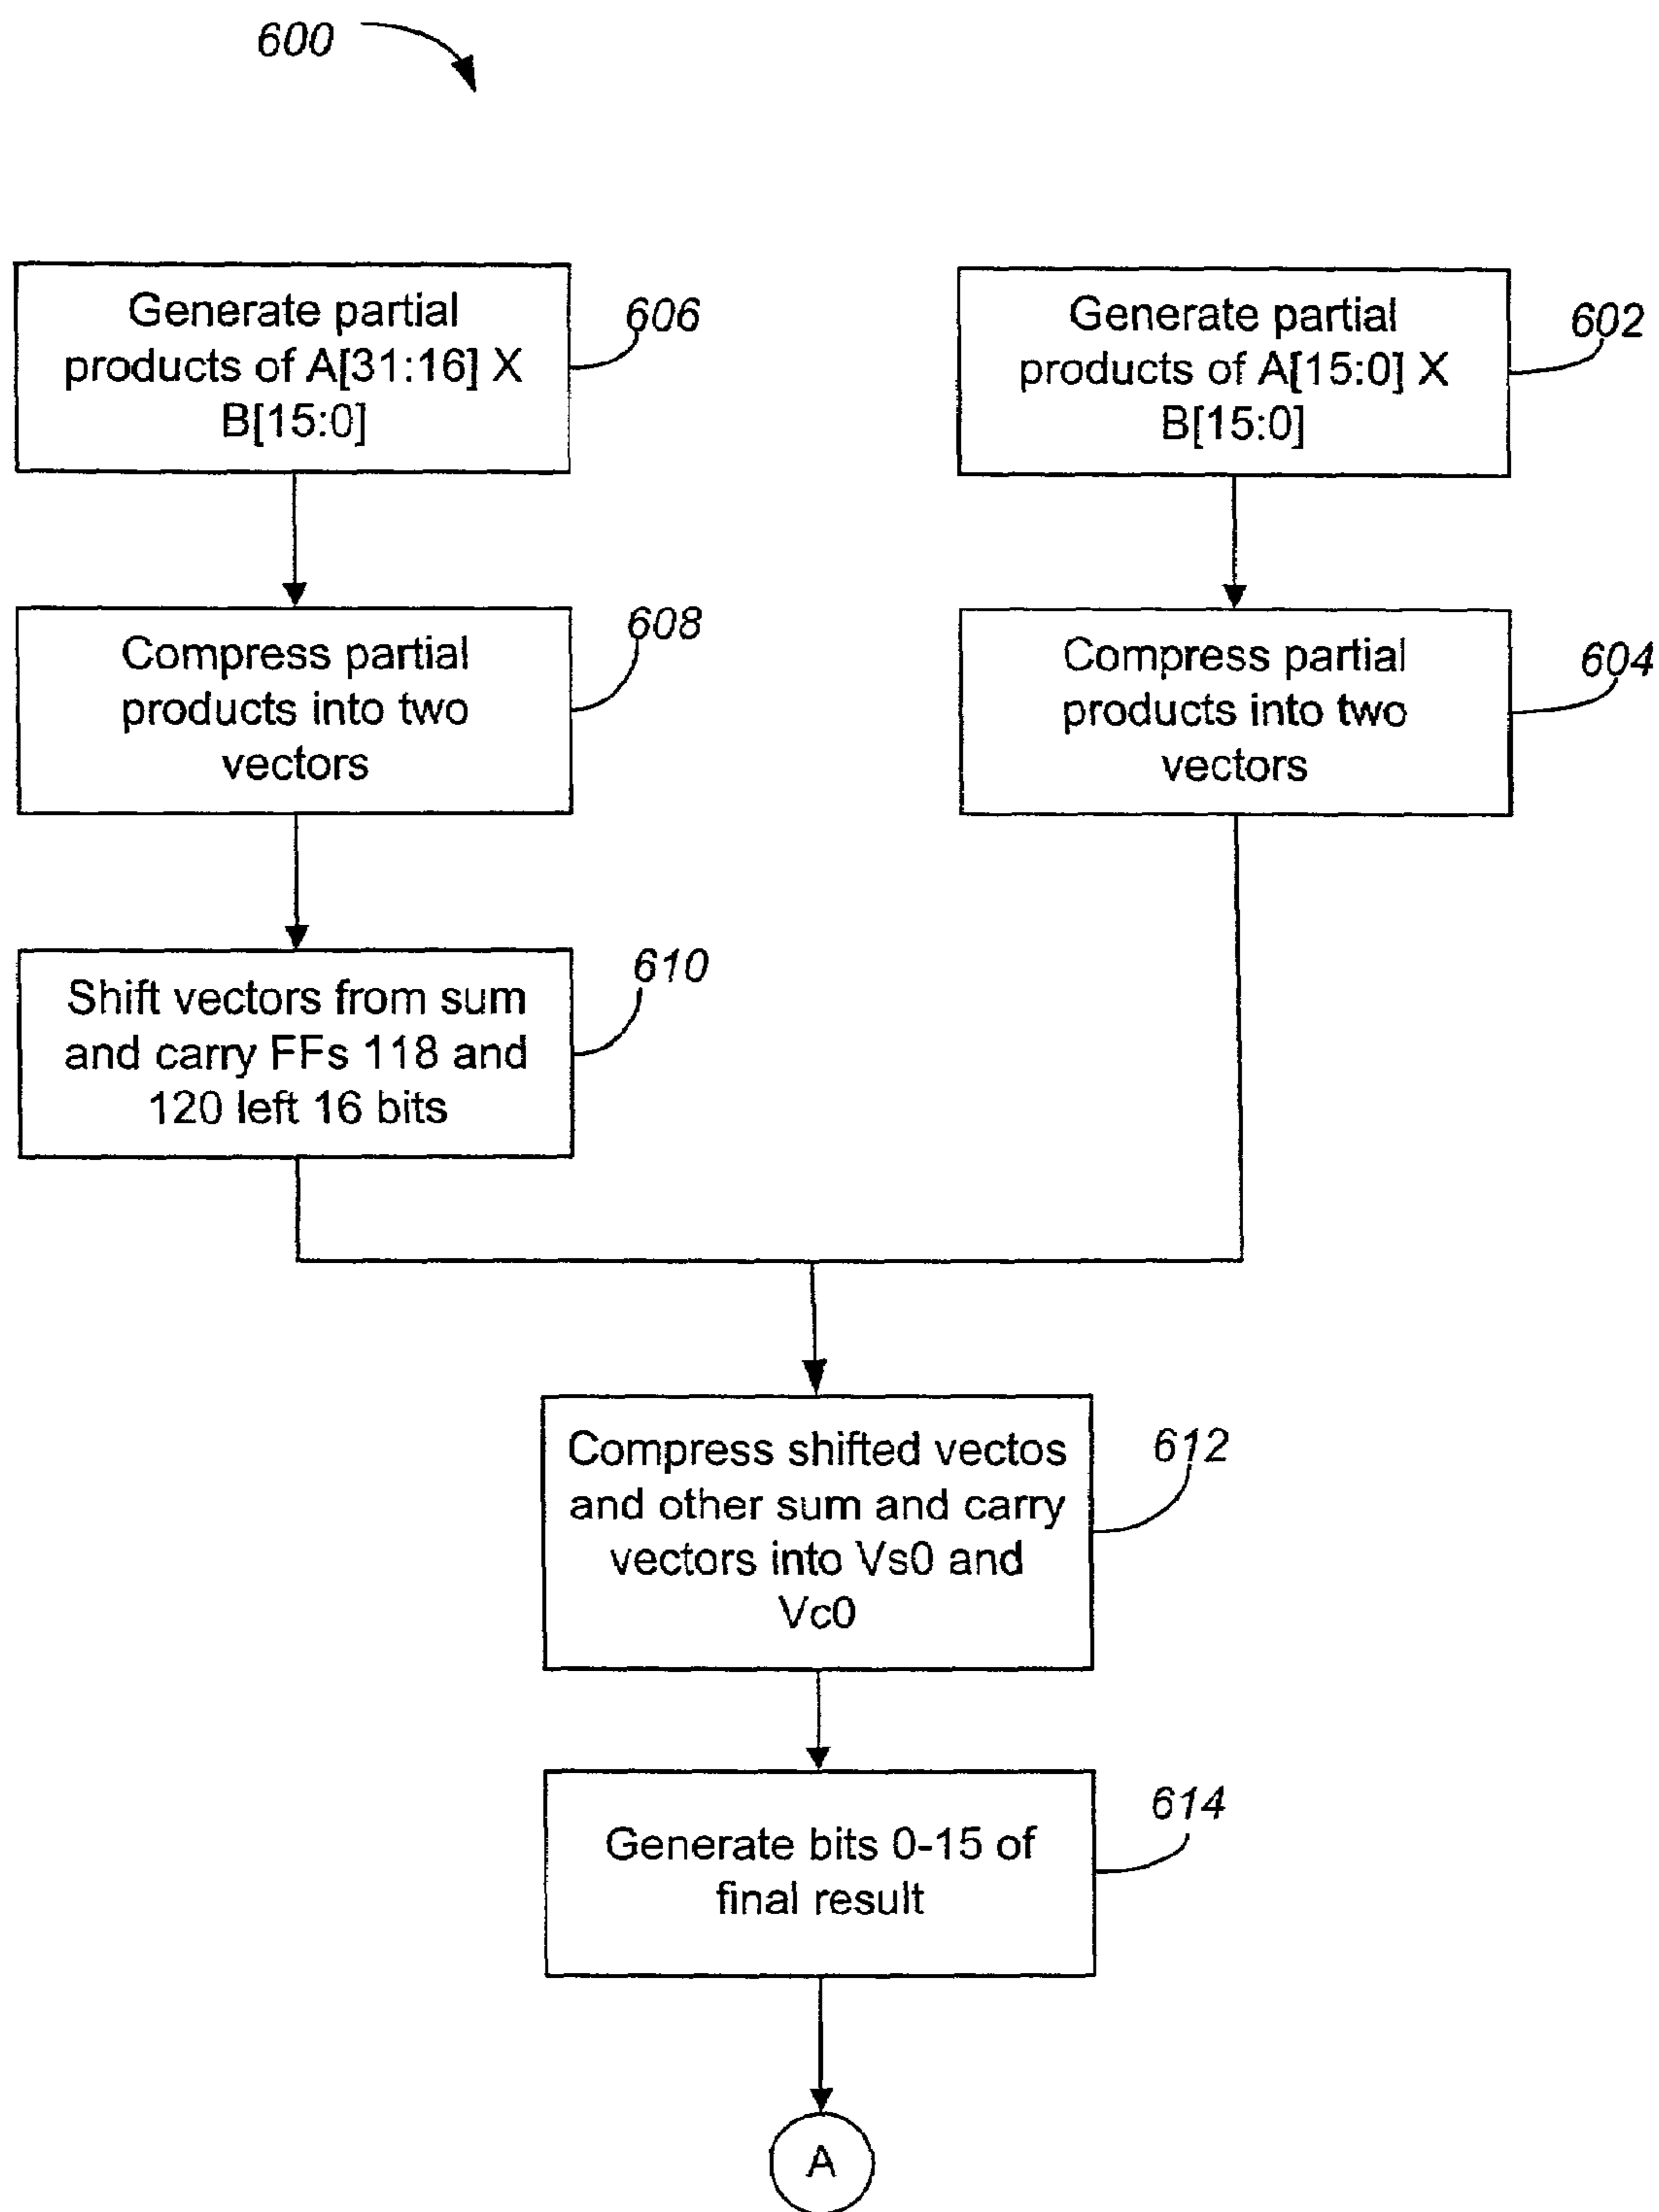 600
Generate partial
products of A[31:16] X
B[15:0]
606
Generate partial
products of A[15:0] X
B[15:0]
602
Compress partial
products into two
vectors
608
Compress partial
products into two
vectors
604
Shift vectors from sum
and carry FFs 118 and
120 left 16 bits
610
Compress shifted vectos
and other sum and carry
vectors into Vs0 and
Vc0
612
Generate bits 0-15 of
final result
614
A